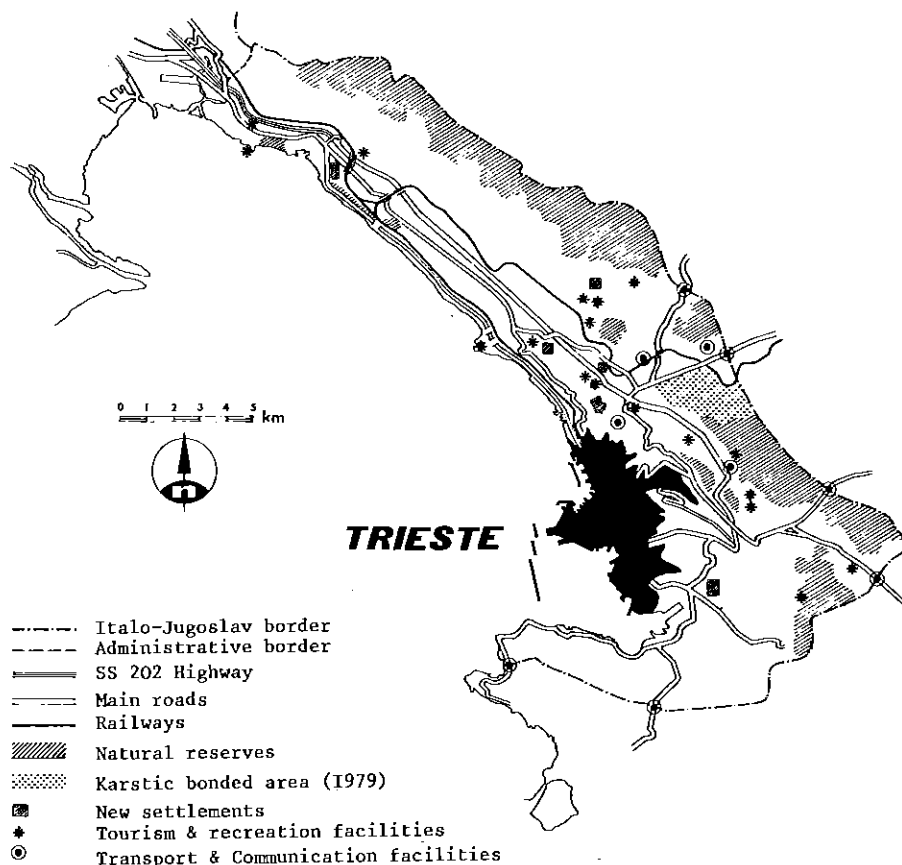 0 1 2 3 4 5 km
TRIESTE
Italo-Jugoslav border
Administrative border
SS 202 Highway
Main roads
Railways
Natural reserves
Karstic bonded area (1979)
New settlements
Tourism & recreation facilities
Transport & Communication facilities